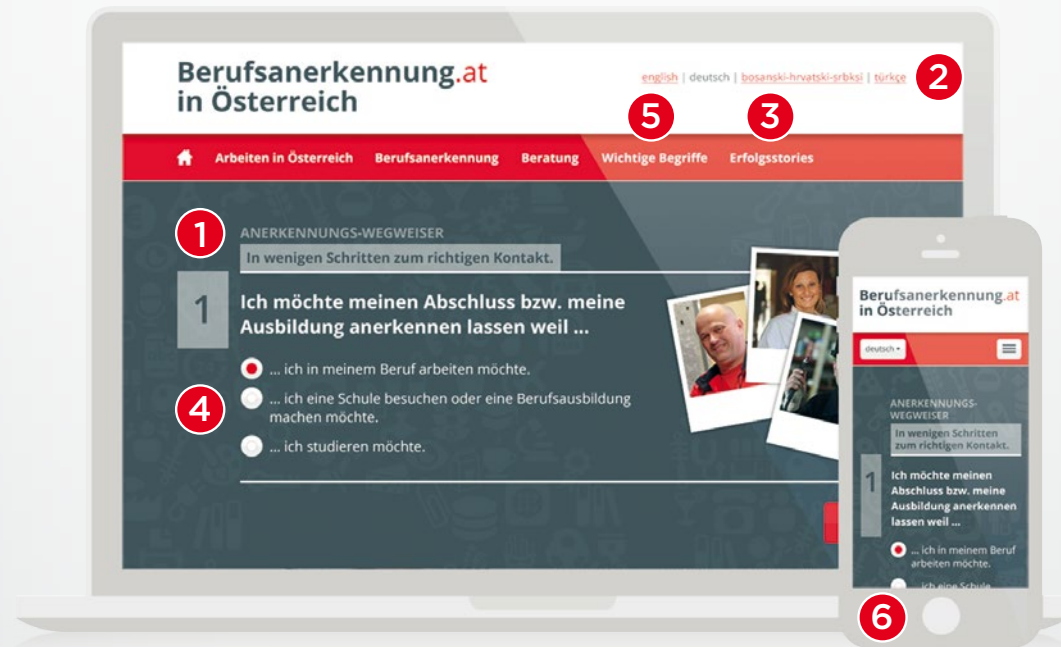 Berufsanerkennung.at
in Österreich
english | deutsch | bosanski-hrvatski-srbksi | türkçe
2
5
3
Arbeiten in Österreich Berufsanerkennung Beratung Wichtige Begriffe Erfolgsstories
1
ANERKENNUNGS-WEGWEISER
In wenigen Schritten zum richtigen Kontakt.
1
Ich möchte meinen Abschluss bzw. meine
Ausbildung anerkennen lassen weil ...
... ich in meinem Beruf arbeiten möchte.
4
... ich eine Schule besuchen oder eine Berufsausbildung
machen möchte.
... ich studieren möchte.
Berufsanerkennung.at
in Österreich
deutsch
ANERKENNUNGS-
WEGWEISER
In wenigen Schritten
zum richtigen Kontakt.
1
Ich möchte meinen
Abschluss bzw. meine
Ausbildung anerkennen
lassen weil ...
... ich in meinem Beruf
arbeiten möchte.
... ich eine Schule
6